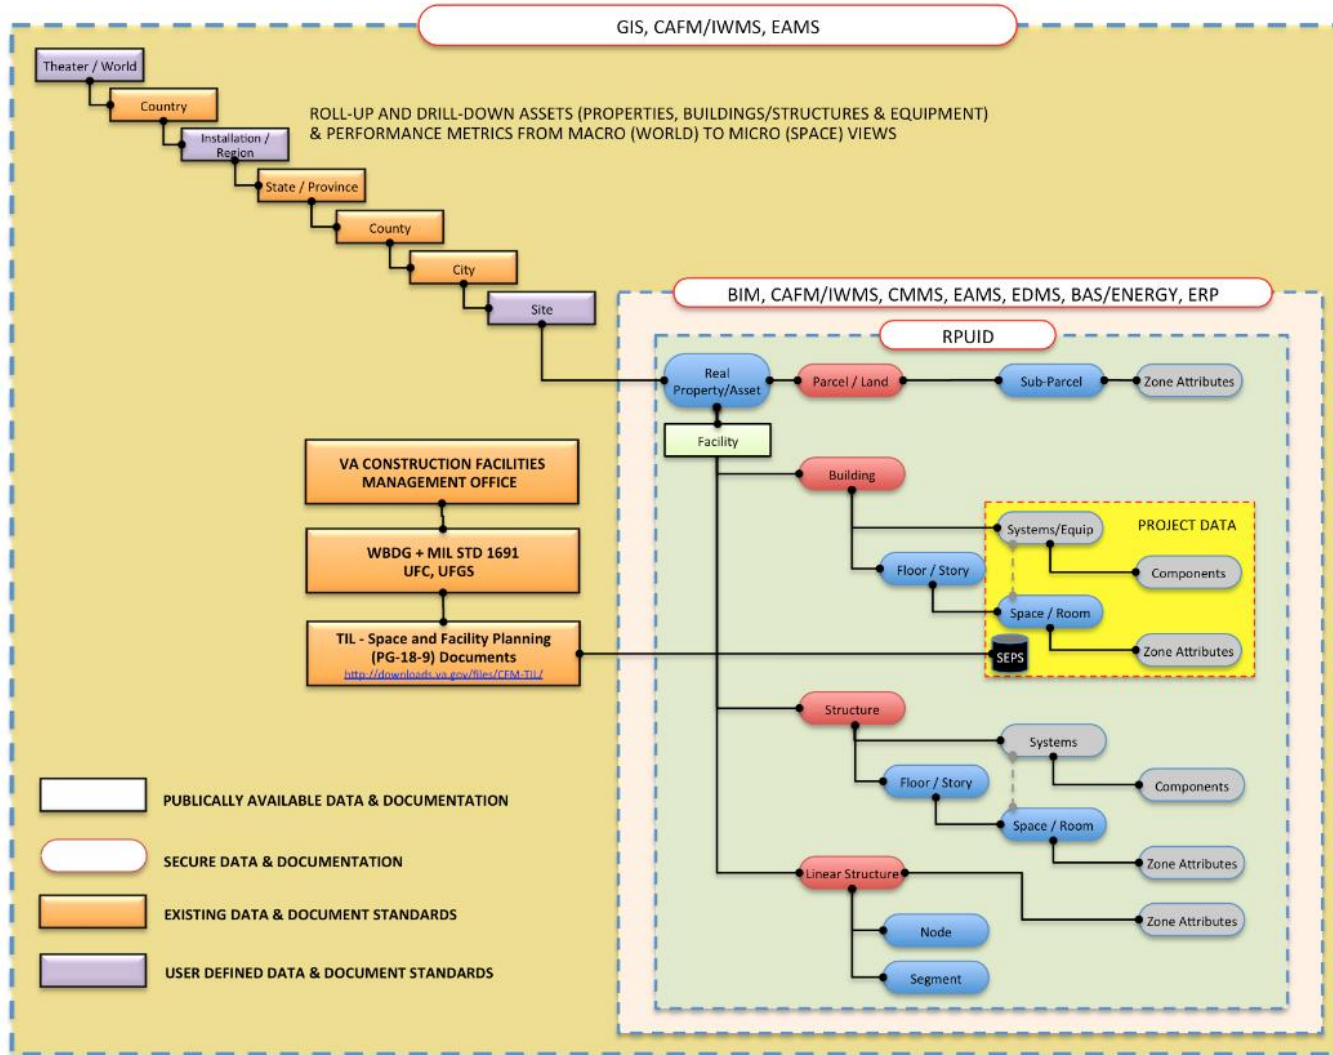 GIS, CAFM/IWMS, EAMS
Theater / World
Country
Installation /
Region
State / Province
County
City
Site
ROLL-UP AND DRILL-DOWN ASSETS (PROPERTIES, BUILDINGS/STRUCTURES & EQUIPMENT)
& PERFORMANCE METRICS FROM MACRO (WORLD) TO MICRO (SPACE) VIEWS
BIM, CAFM/IWMS, CMMS, EAMS, EDMS, BAS/ENERGY, ERP
RPUID
Real
Property/Asset
Parcel / Land
Sub-Parcel
Zone Attributes
Facility
Building
Systems/Equip
PROJECT DATA
Floor / Story
Components
Space / Room
Zone Attributes
SEPS
VA CONSTRUCTION FACILITIES
MANAGEMENT OFFICE
WBDG + MIL STD 1691
UFC, UFGS
TIL - Space and Facility Planning
(PG-18-9) Documents
http://downloads.va.gov/files/CFM-TIL/
Structure
Systems
Floor / Story
Components
Space / Room
Zone Attributes
Linear Structure
Zone Attributes
Node
Segment
PUBLICALLY AVAILABLE DATA & DOCUMENTATION
SECURE DATA & DOCUMENTATION
EXISTING DATA & DOCUMENT STANDARDS
USER DEFINED DATA & DOCUMENT STANDARDS